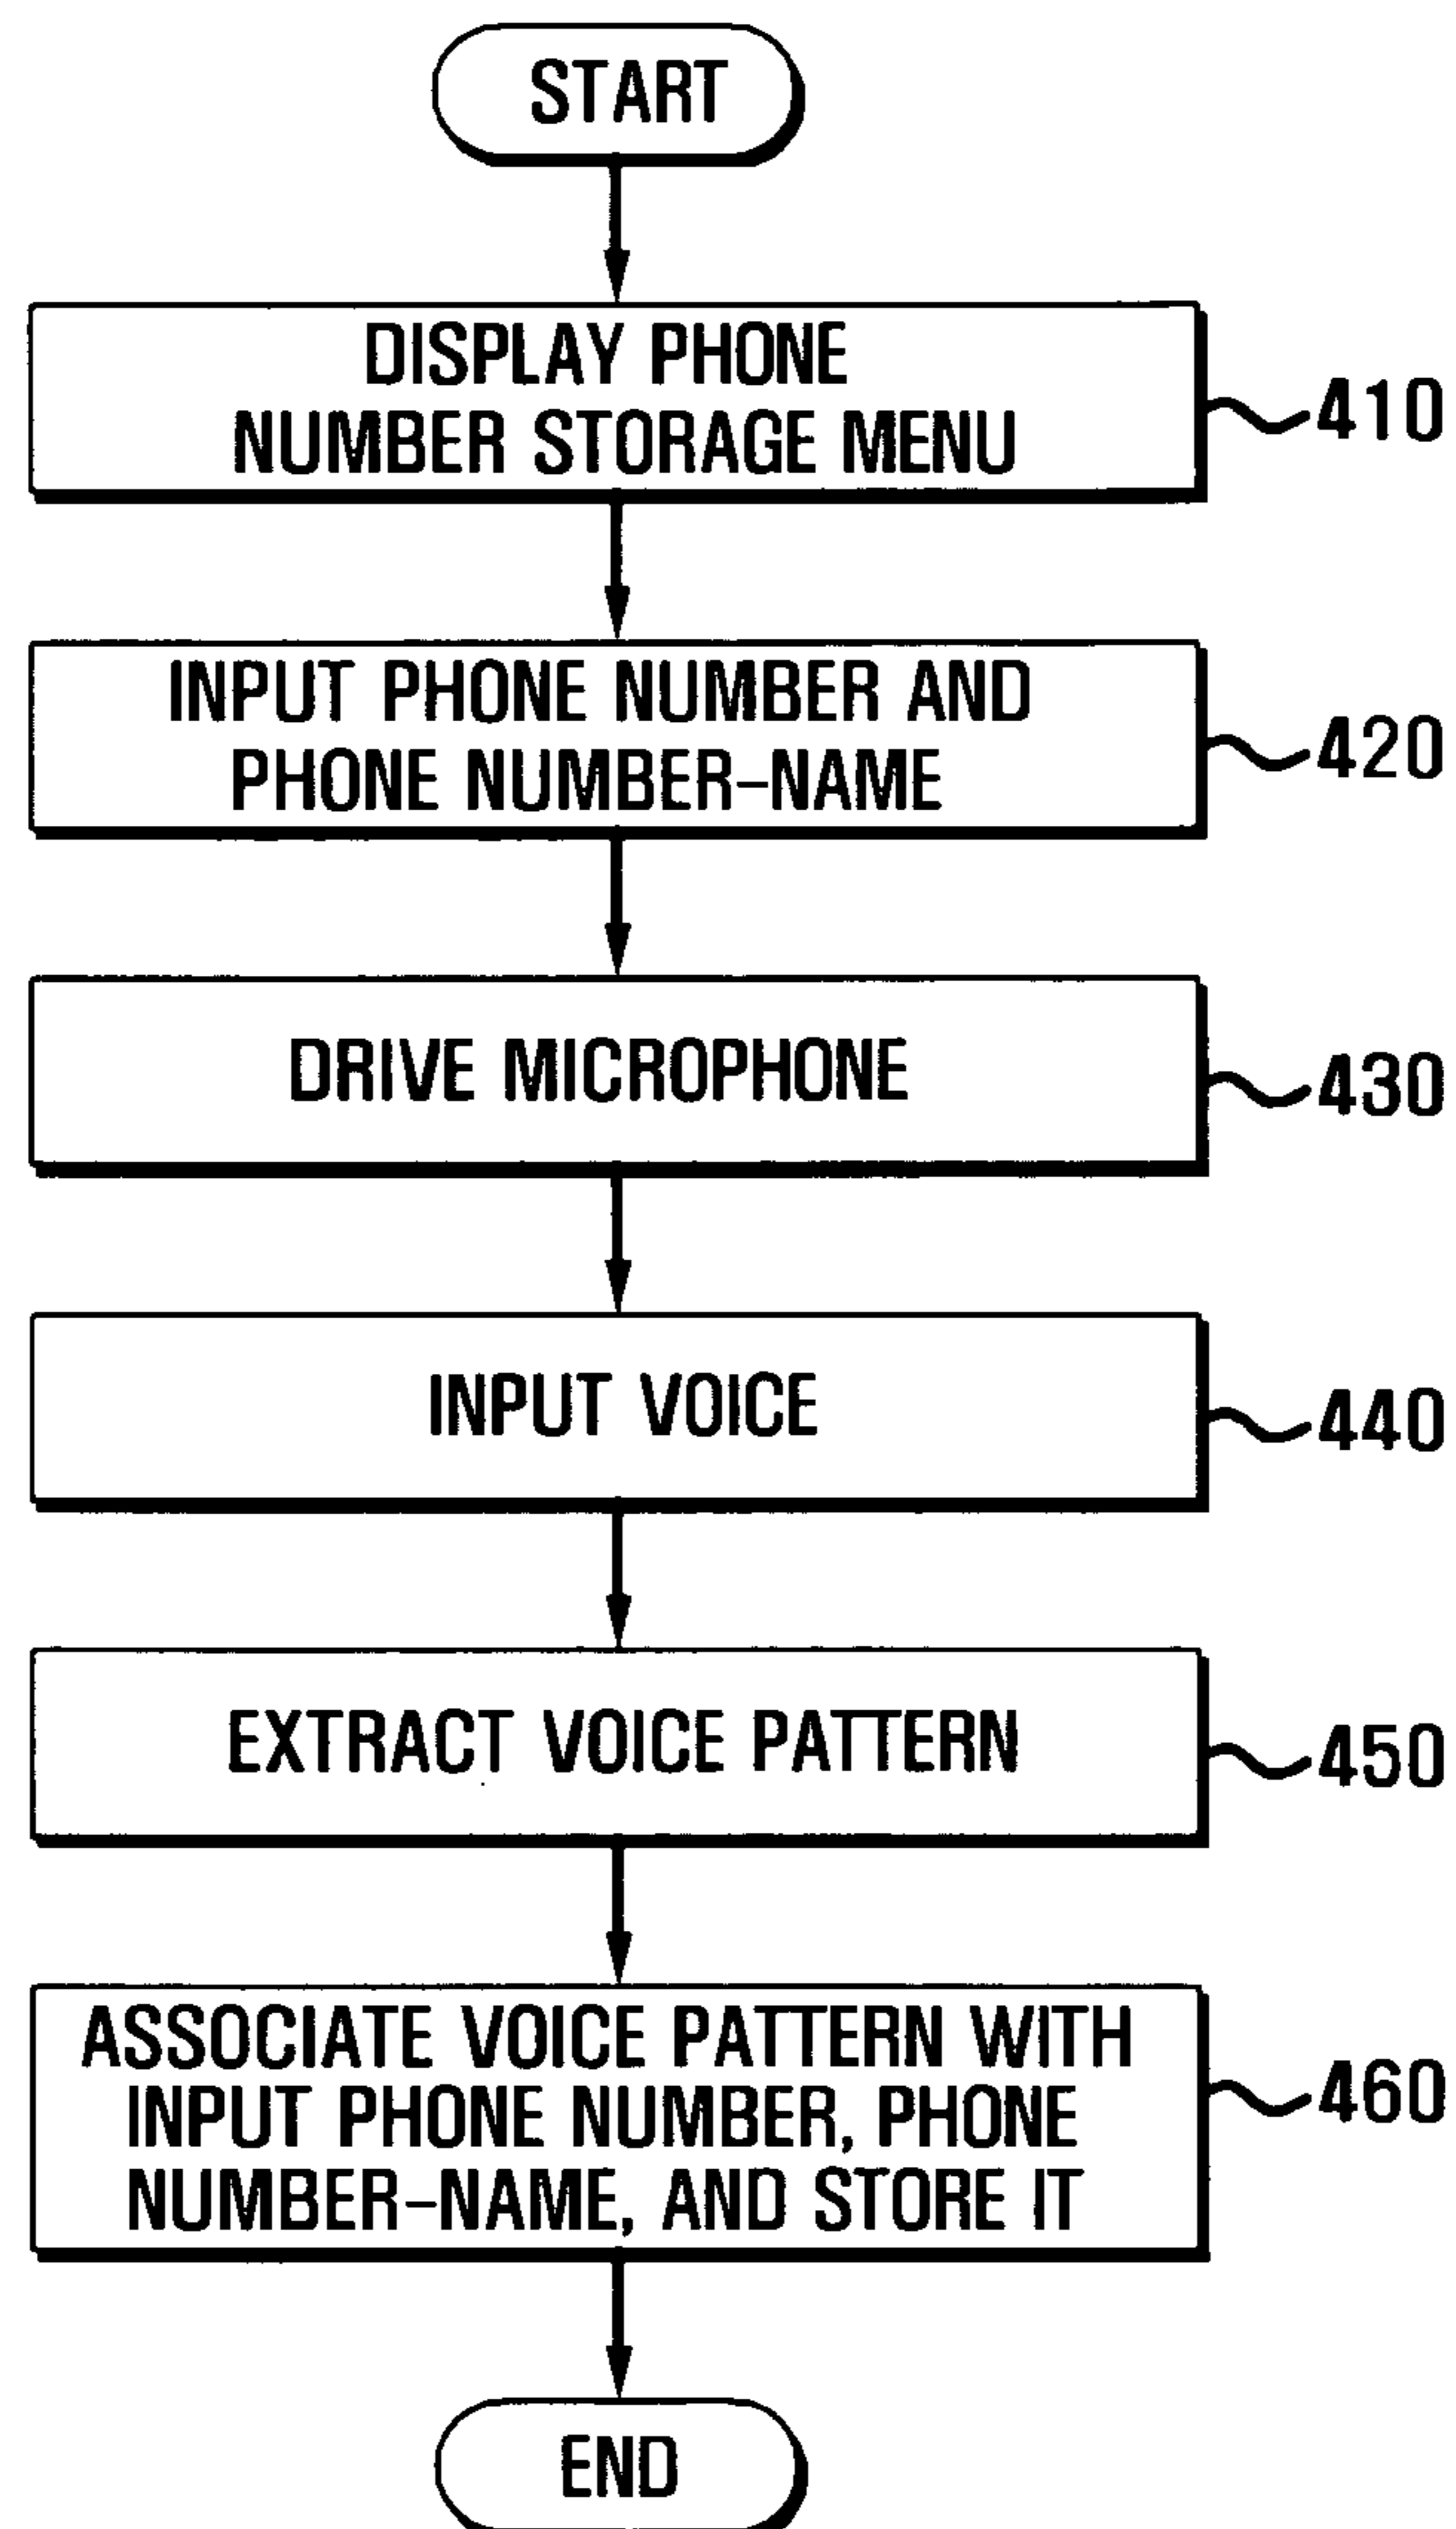 START
DISPLAY PHONE
NUMBER STORAGE MENU
410
INPUT PHONE NUMBER AND
PHONE NUMBER-NAME
420
DRIVE MICROPHONE
430
INPUT VOICE
440
EXTRACT VOICE PATTERN
450
ASSOCIATE VOICE PATTERN WITH
INPUT PHONE NUMBER, PHONE
NUMBER-NAME, AND STORE IT
460
END